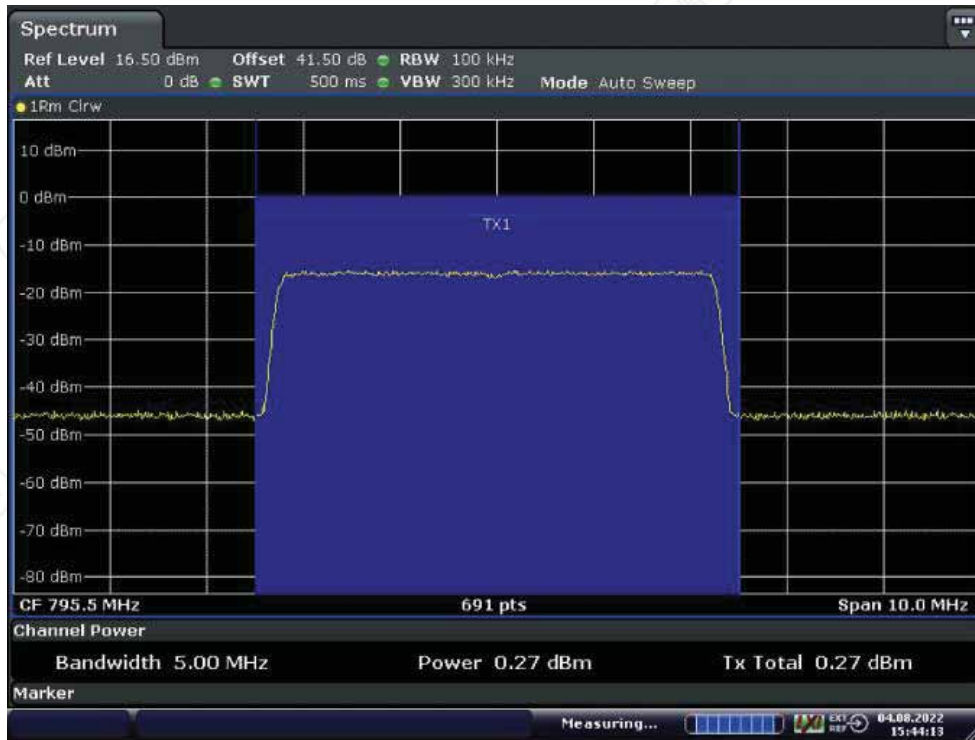 Spectrum
Ref Level 16.50 dBm Offset 41.50 dB RBW 100 kHz
Att 0 dB SWT 500 ms VBW 300 kHz Mode Auto Sweep
1Rm Clrw
10 dBm
0 dBm
TX1
-10 dBm
-20 dBm
-30 dBm
-40 dBm
-50 dBm
-60 dBm
-70 dBm
-80 dBm
CF 795.5 MHz 691 pts Span 10.0 MHz
Channel Power
Bandwidth 5.00 MHz Power 0.27 dBm Tx Total 0.27 dBm
Marker
Measuring... EXT REF 04.08.2022
15:44:13